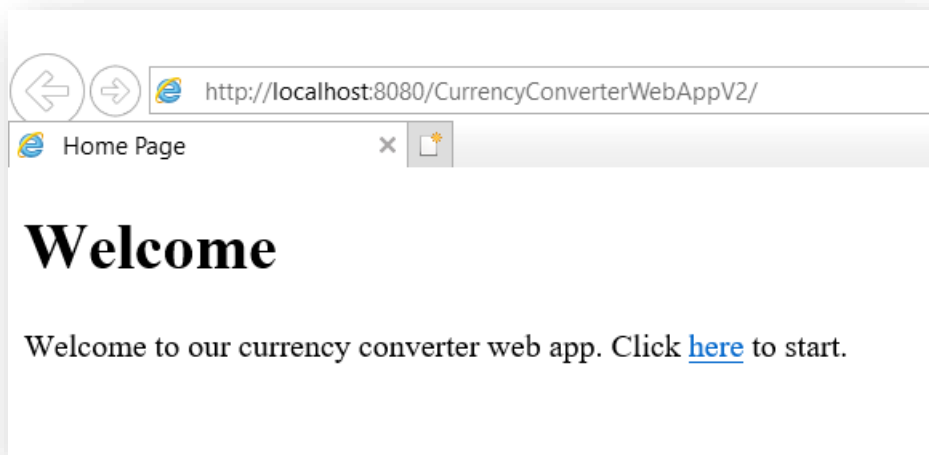 http://localhost:8080/CurrencyConverterWebAppV2/
Home Page
Welcome
Welcome to our currency converter web app. Click here to start.